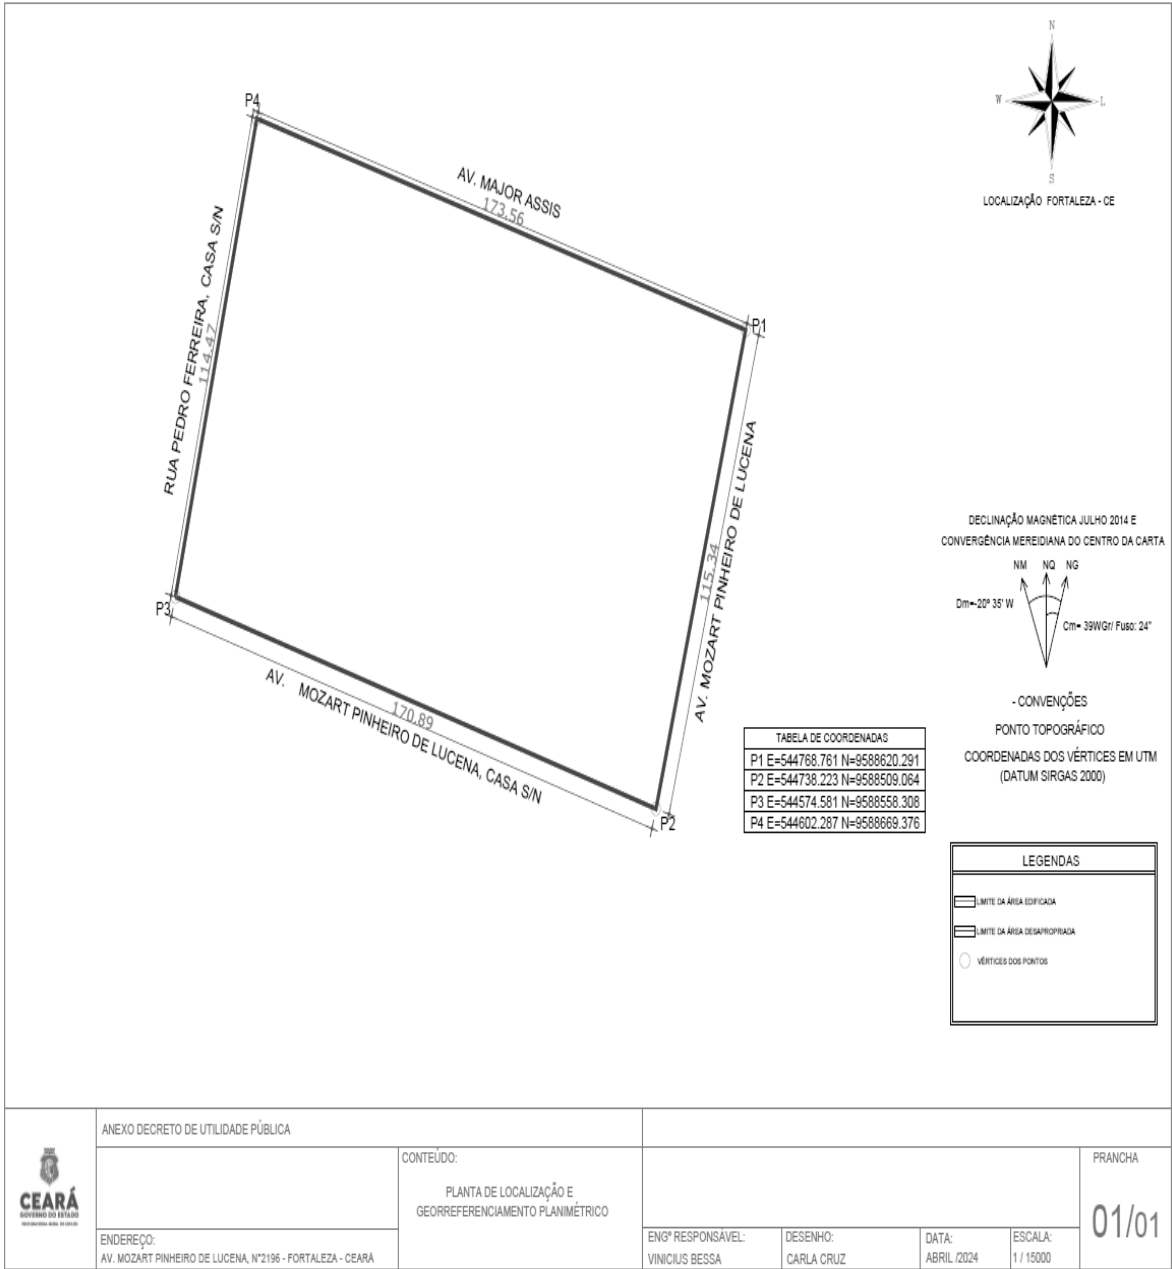 N
W
L
S
LOCALIZAÇÃO FORTALEZA - CE
P4
AV. MAJOR ASSIS
173.56
P1
RUA PEDRO FERREIRA, CASA S/N
114.47
AV. MOZART PINHEIRO DE LUCENA
115.34
P3
AV. MOZART PINHEIRO DE LUCENA, CASA S/N
170.89
P2
DECLINAÇÃO MAGNÉTICA JULHO 2014 E
CONVERGÊNCIA MEREIDIANA DO CENTRO DA CARTA
NM NQ NG
Dm=-20º 35' W
Cm= 39WGr/ Fuso: 24"
- CONVENÇÕES
PONTO TOPOGRÁFICO
COORDENADAS DOS VÉRTICES EM UTM
(DATUM SIRGAS 2000)
TABELA DE COORDENADAS
P1 E=544768.761 N=9588620.291
P2 E=544738.223 N=9588509.064
P3 E=544574.581 N=9588558.308
P4 E=544602.287 N=9588669.376
LEGENDAS
LIMITE DA ÁREA EDIFICADA
LIMITE DA ÁREA DESAPROPRIADA
VÉRTICES DOS PONTOS
CEARÁ
GOVERNO DO ESTADO
ANEXO DECRETO DE UTILIDADE PÚBLICA
CONTEÚDO:
PLANTA DE LOCALIZAÇÃO E
GEORREFERENCIAMENTO PLANIMÉTRICO
ENDEREÇO:
AV. MOZART PINHEIRO DE LUCENA, N°2196 - FORTALEZA - CEARÁ
ENGº RESPONSÁVEL:
VINICIUS BESSA
DESENHO:
CARLA CRUZ
DATA:
ABRIL /2024
ESCALA:
1 / 15000
PRANCHA
01/01